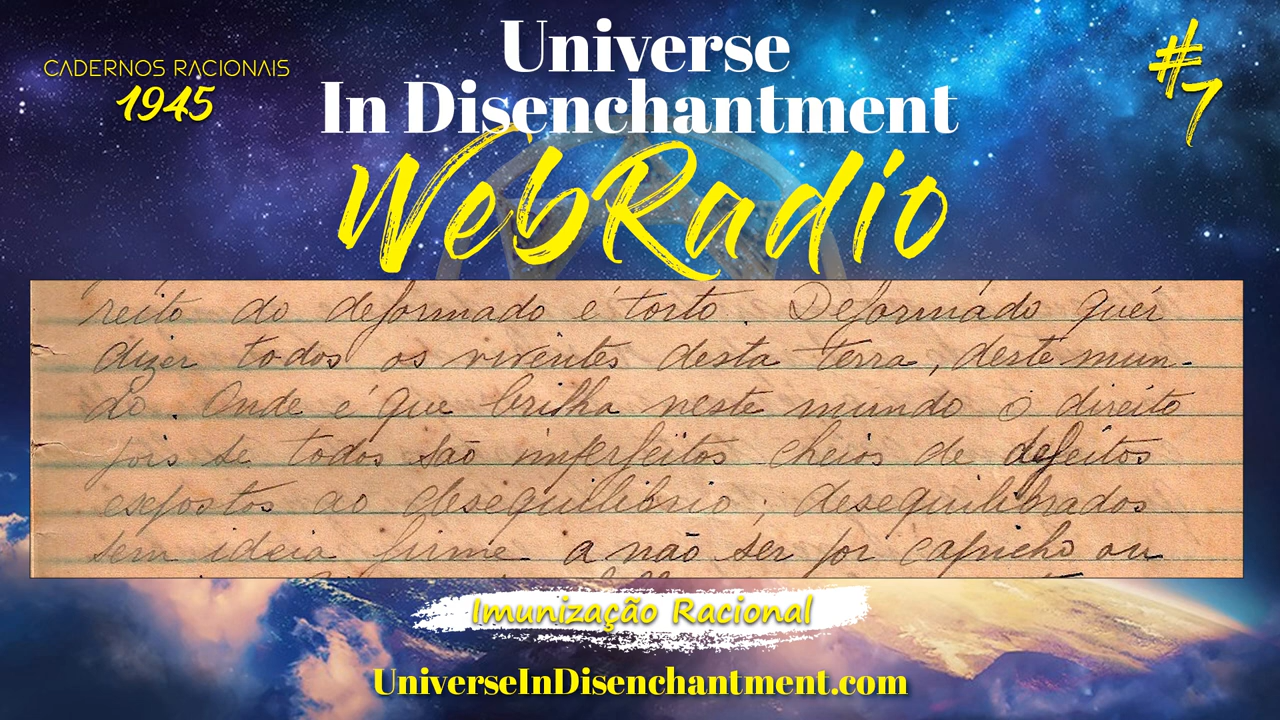 CADERNOS RACIONAIS
1945
Universe
In Disenchantment
WebRadio
#7
reito do deformado é torto. Deformado quer
dizer todos os viventes desta terra, deste mun-
do. Onde é que brilha neste mundo o direito
pois se todos são imperfeitos cheios de defeitos
expostos ao desequilibrio; desequilibrados
sem ideia firme a não ser por capricho ou
Imunização Racional
UniverseInDisenchantment.com